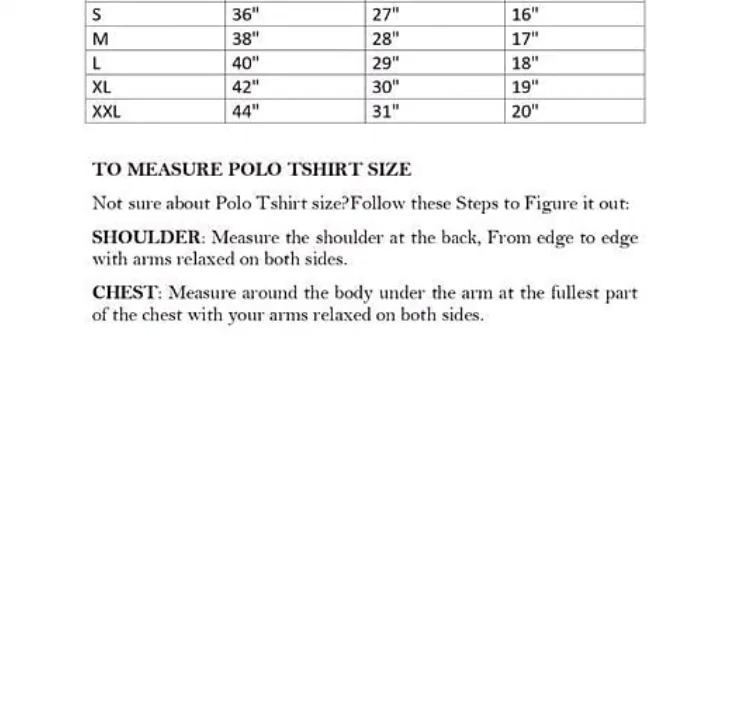 S 36" 27" 16"
M 38" 28" 17"
L 40" 29" 18"
XL 42" 30" 19"
XXL 44" 31" 20"
TO MEASURE POLO TSHIRT SIZE
Not sure about Polo Tshirt size?Follow these Steps to Figure it out:
SHOULDER: Measure the shoulder at the back, From edge to edge
with arms relaxed on both sides.
CHEST: Measure around the body under the arm at the fullest part
of the chest with your arms relaxed on both sides.